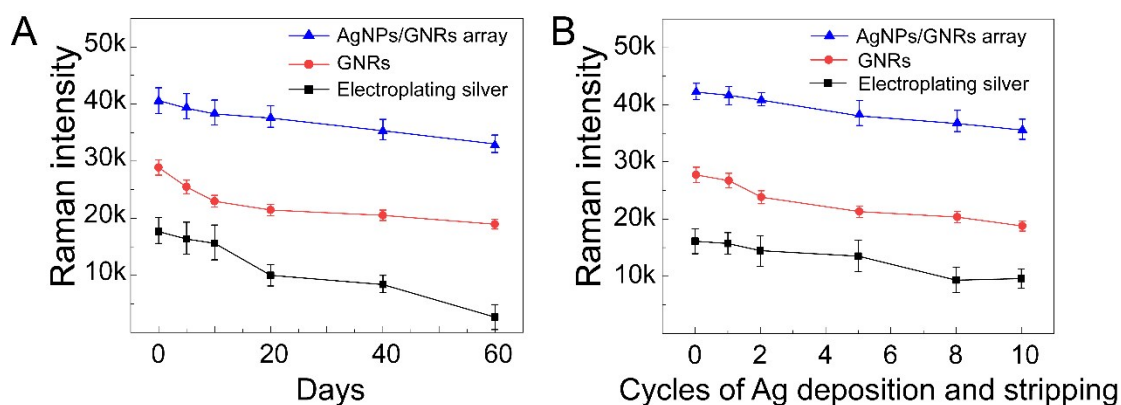 A
Raman intensity
50k
40k
30k
20k
10k
AgNPs/GNRs array
GNRs
Electroplating silver
0
20
40
60
Days
B
Raman intensity
50k
40k
30k
20k
10k
AgNPs/GNRs array
GNRs
Electroplating silver
0
2
4
6
8
10
Cycles of Ag deposition and stripping